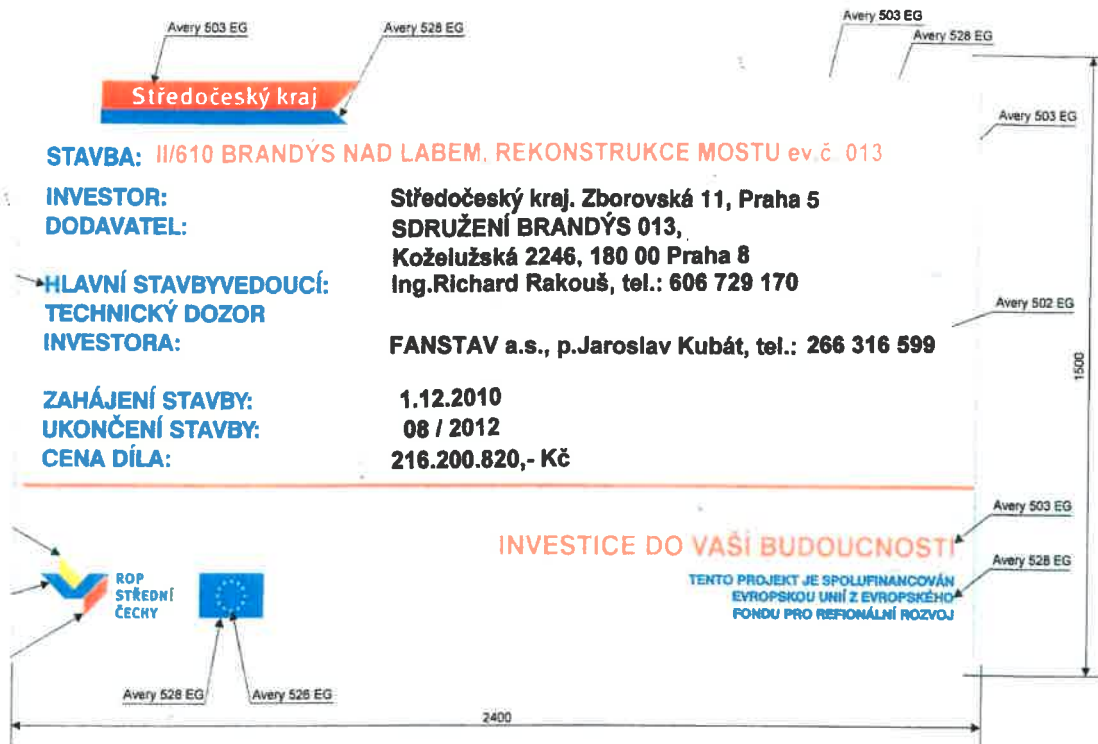 Avery 503 EG
Avery 528 EG
Avery 503 EG
Avery 528 EG
Avery 503 EG
Středočeský kraj
STAVBA: II/610 BRANDÝS NAD LABEM, REKONSTRUKCE MOSTU ev.č. 013
INVESTOR: Středočeský kraj. Zborovská 11, Praha 5
DODAVATEL: SDRUŽENÍ BRANDÝS 013,
Koželužská 2246, 180 00 Praha 8
HLAVNÍ STAVBYVEDOUCÍ: Ing.Richard Rakouš, tel.: 606 729 170
TECHNICKÝ DOZOR
INVESTORA: FANSTAV a.s., p.Jaroslav Kubát, tel.: 266 316 599
Avery 502 EG
1500
ZAHÁJENÍ STAVBY: 1.12.2010
UKONČENÍ STAVBY: 08 / 2012
CENA DÍLA: 216.200.820,- Kč
Avery 503 EG
INVESTICE DO VAŠÍ BUDOUCNOSTI
Avery 528 EG
ROP
STŘEDNÍ
ČECHY
TENTO PROJEKT JE SPOLUFINANCOVÁN
EVROPSKOU UNIÍ Z EVROPSKÉHO
FONDU PRO REFIONÁLNÍ ROZVOJ
Avery 528 EG
Avery 526 EG
2400